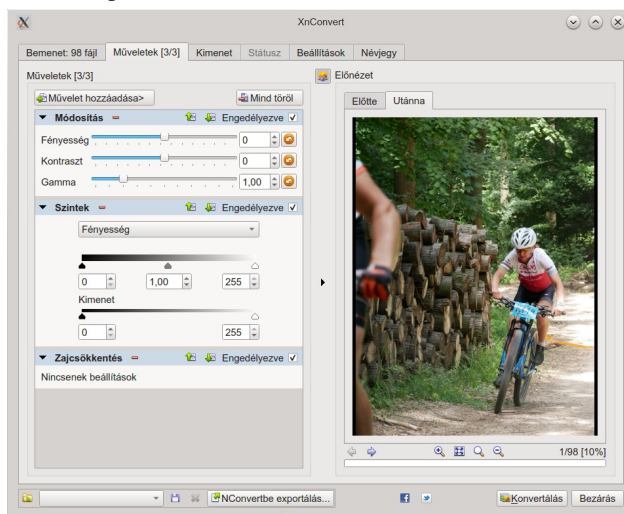 XnConvert
Bemenet: 98 fájl Műveletek [3/3] Kimenet Státusz Beállítások Névjegy
Műveletek [3/3]
Előnézet
Művelet hozzáadása> Mind töröl
Előtte Utánna
Módosítás Engedélyezve
Fényesség 0
Kontraszt 0
Gamma 1,00
Szintek Engedélyezve
Fényesség
0 1,00 255
Kimenet
0 255
Zajcsökkentés Engedélyezve
Nincsenek beállítások
1/98 [10%]
NConvertbe exportálás... Konvertálás Bezárás